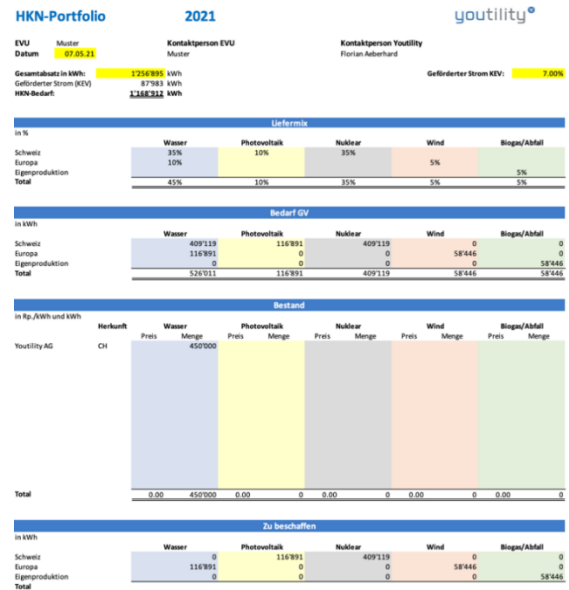 HKN-Portfolio 2021 youtility
EVU Muster Kontaktperson EVU Kontaktperson Youtility
Datum 07.05.21 Muster Florian Aeberhard
Gesamtabsatz in kWh: 1'256'895 kWh Geförderter Strom KEV: 7.00%
Geförderter Strom (KEV) 87'983 kWh
HKN-Bedarf: 1'168'912 kWh
Liefermix
in %
Wasser Photovoltaik Nuklear Wind Biogas/Abfall
Schweiz 35% 10% 35%
Europa 10% 5%
Eigenproduktion 5%
Total 45% 10% 35% 5% 5%
Bedarf GV
in kWh
Wasser Photovoltaik Nuklear Wind Biogas/Abfall
Schweiz 409'119 116'891 409'119 0 0
Europa 116'891 0 0 58'446 0
Eigenproduktion 0 0 0 0 58'446
Total 526'011 116'891 409'119 58'446 58'446
Bestand
in Rp./kWh und kWh
Herkunft Wasser Photovoltaik Nuklear Wind Biogas/Abfall
Preis Menge Preis Menge Preis Menge Preis Menge Preis Menge
Youtility AG CH 450'000
Total 0.00 450'000 0.00 0 0.00 0 0.00 0 0.00 0
Zu beschaffen
in kWh
Wasser Photovoltaik Nuklear Wind Biogas/Abfall
Schweiz 0 116'891 409'119 0 0
Europa 116'891 0 0 58'446 0
Eigenproduktion 0 0 0 0 58'446
Total